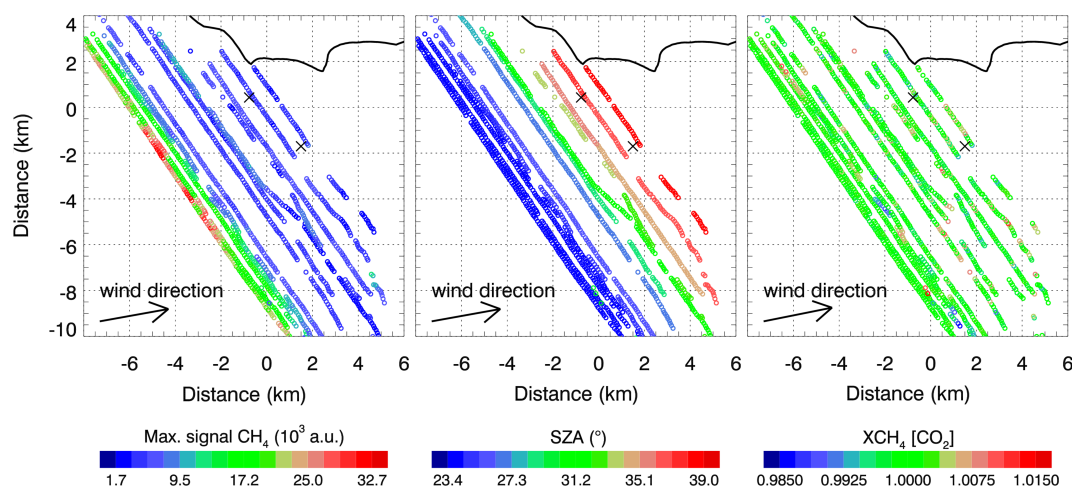 4
2
0
-2
-4
-6
-8
-10
Distance (km)
wind direction
wind direction
wind direction
-6 -4 -2 0 2 4 6
-6 -4 -2 0 2 4 6
-6 -4 -2 0 2 4 6
Distance (km)
Distance (km)
Distance (km)
Max. signal CH₄ (10³ a.u.)
1.7 9.5 17.2 25.0 32.7
SZA (°)
23.4 27.3 31.2 35.1 39.0
XCH₄ [CO₂]
0.9850 0.9925 1.0000 1.0075 1.0150